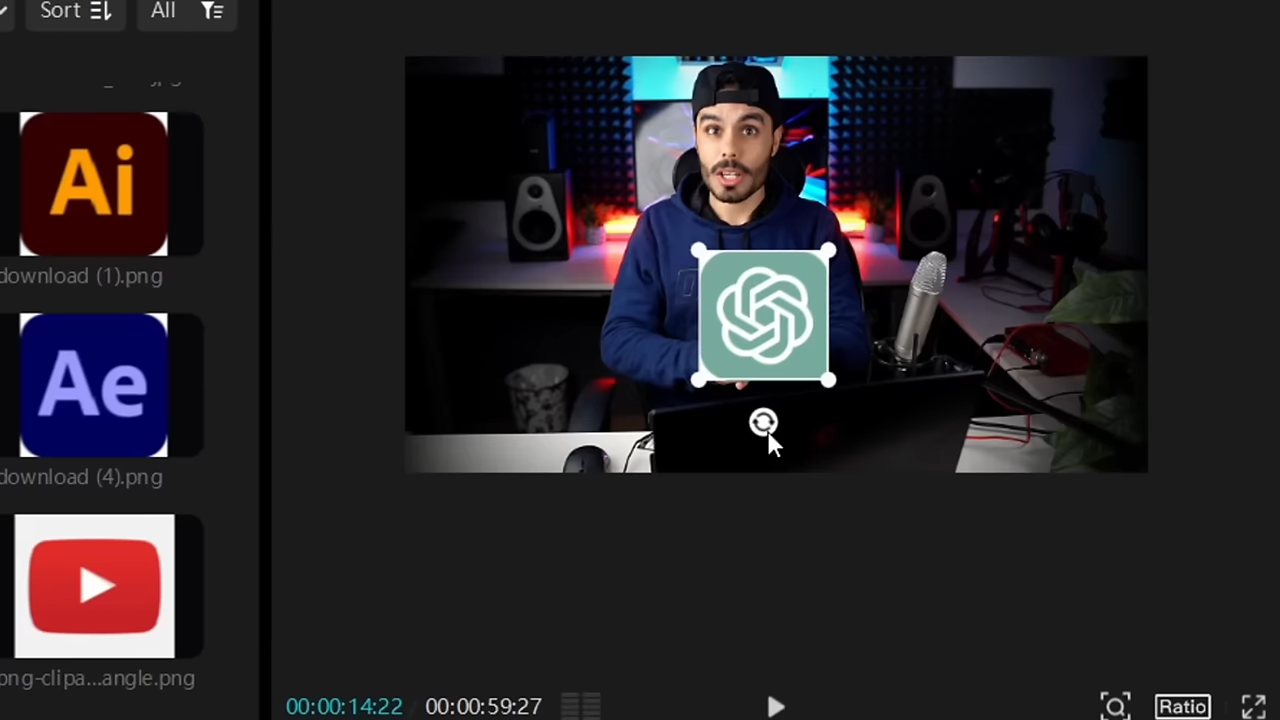 Sort
All
Ai
download (1).png
Ae
download (4).png
png-clipa...angle.png
00:00:14:22
00:00:59:27
Ratio